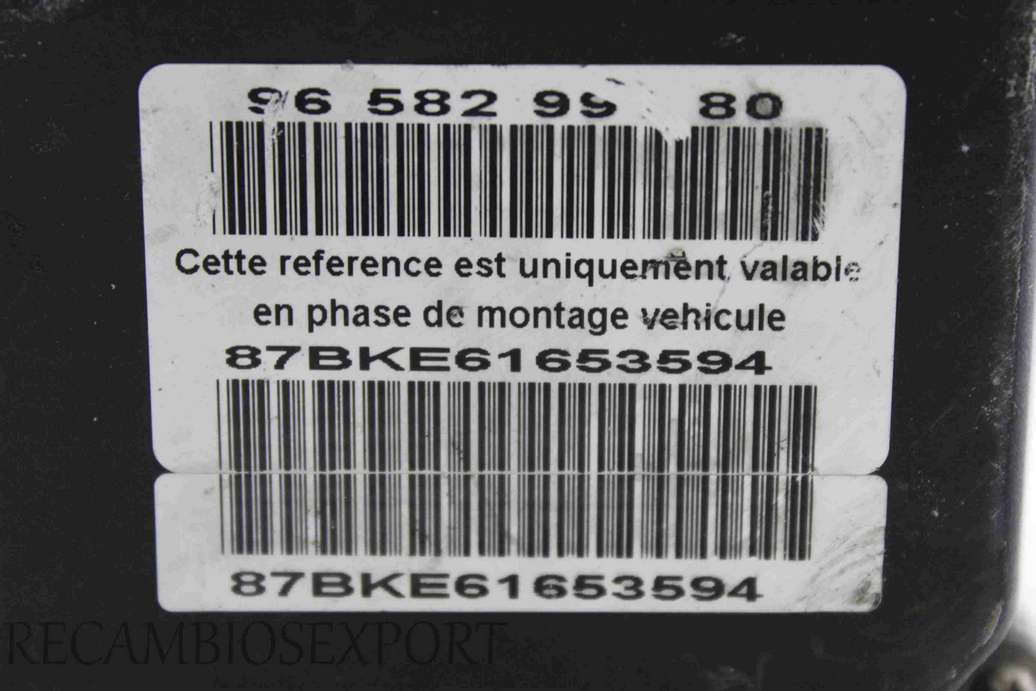 96 582 99 80
Cette reference est uniquement valable
en phase de montage vehicule
87BKE61653594
87BKE61653594
RECAMBIOSEXPORT